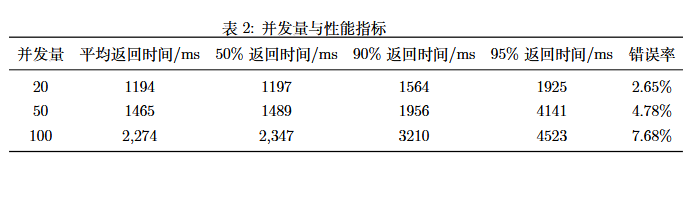 表 2: 并发量与性能指标
并发量 平均返回时间/ms 50% 返回时间/ms 90% 返回时间/ms 95% 返回时间/ms 错误率
20 1194 1197 1564 1925 2.65%
50 1465 1489 1956 4141 4.78%
100 2,274 2,347 3210 4523 7.68%